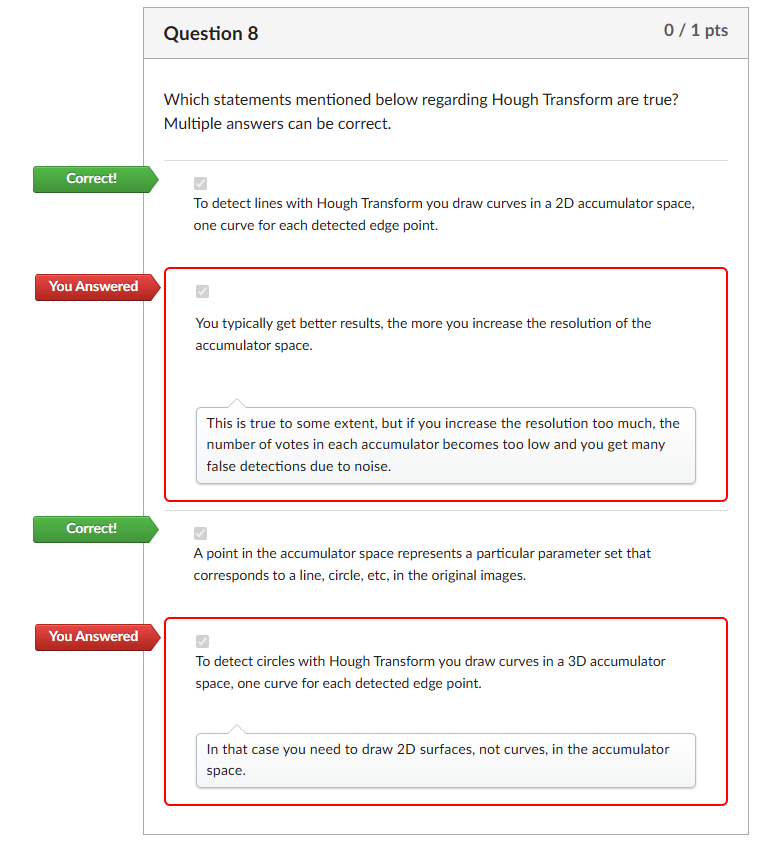 Question 8
0 / 1 pts
Which statements mentioned below regarding Hough Transform are true?
Multiple answers can be correct.
Correct!
To detect lines with Hough Transform you draw curves in a 2D accumulator space,
one curve for each detected edge point.
You Answered
You typically get better results, the more you increase the resolution of the
accumulator space.
This is true to some extent, but if you increase the resolution too much, the
number of votes in each accumulator becomes too low and you get many
false detections due to noise.
Correct!
A point in the accumulator space represents a particular parameter set that
corresponds to a line, circle, etc, in the original images.
You Answered
To detect circles with Hough Transform you draw curves in a 3D accumulator
space, one curve for each detected edge point.
In that case you need to draw 2D surfaces, not curves, in the accumulator
space.